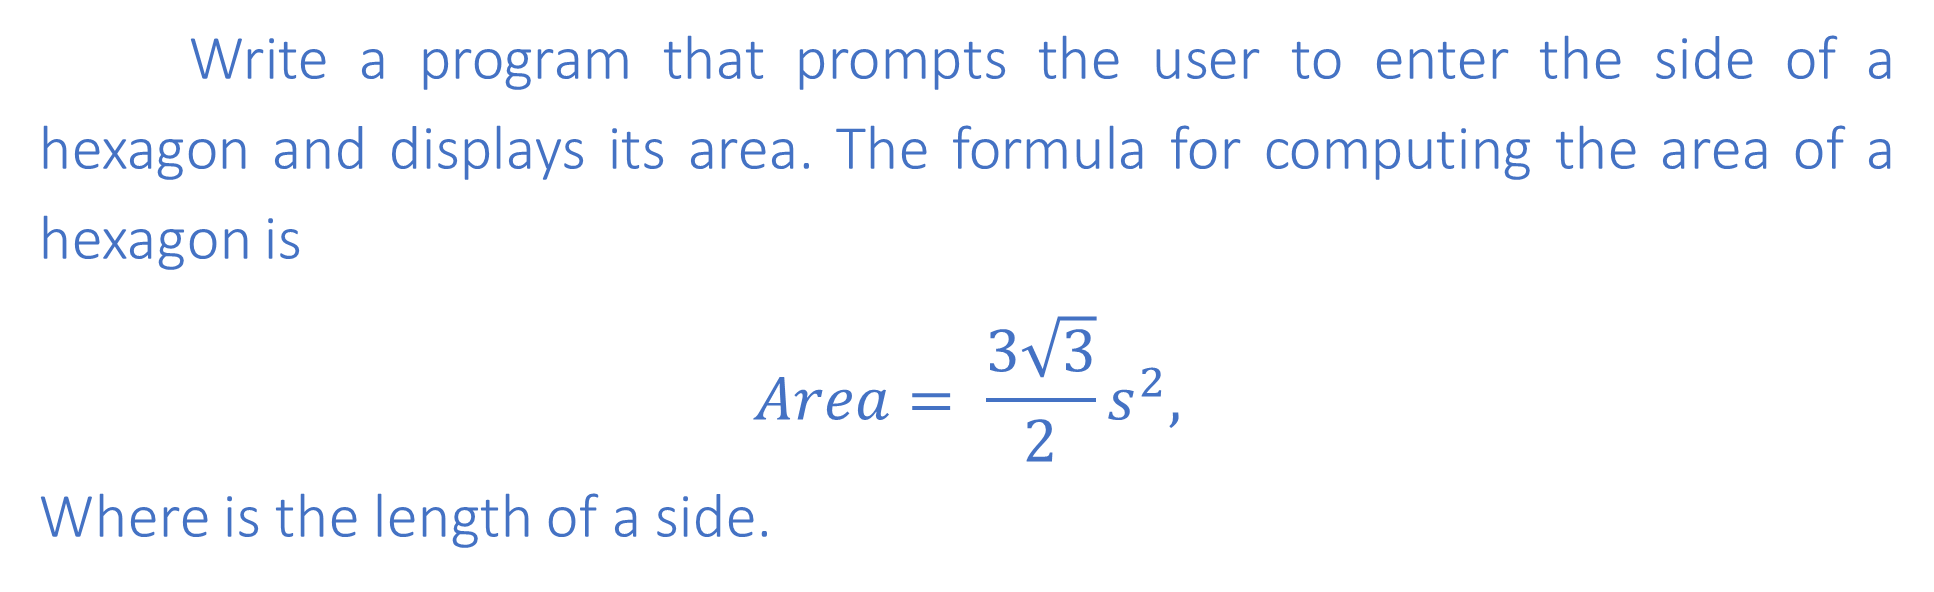 Write a program that prompts the user to enter the side of a
hexagon and displays its area. The formula for computing the area of a
hexagon is
Area = 3√3/2 s²,
Where is the length of a side.